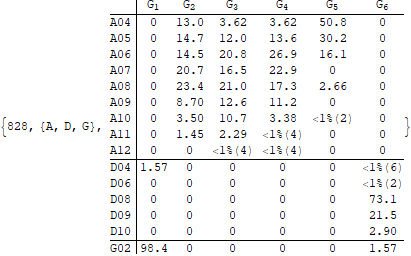 G1 G2 G3 G4 G5 G6
A04 0 13.0 3.62 3.62 50.8 0
A05 0 14.7 12.0 13.6 30.2 0
A06 0 14.5 20.8 26.9 16.1 0
A07 0 20.7 16.5 22.9 0 0
A08 0 23.4 21.0 17.3 2.66 0
A09 0 8.70 12.6 11.2 0 0
{828, {A, D, G}, A10 0 3.50 10.7 3.38 <1%(2) 0 }
A11 0 1.45 2.29 <1%(4) 0 0
A12 0 0 <1%(4) <1%(4) 0 0
D04 1.57 0 0 0 0 <1%(6)
D06 0 0 0 0 0 <1%(2)
D08 0 0 0 0 0 73.1
D09 0 0 0 0 0 21.5
D10 0 0 0 0 0 2.90
G02 98.4 0 0 0 0 1.57